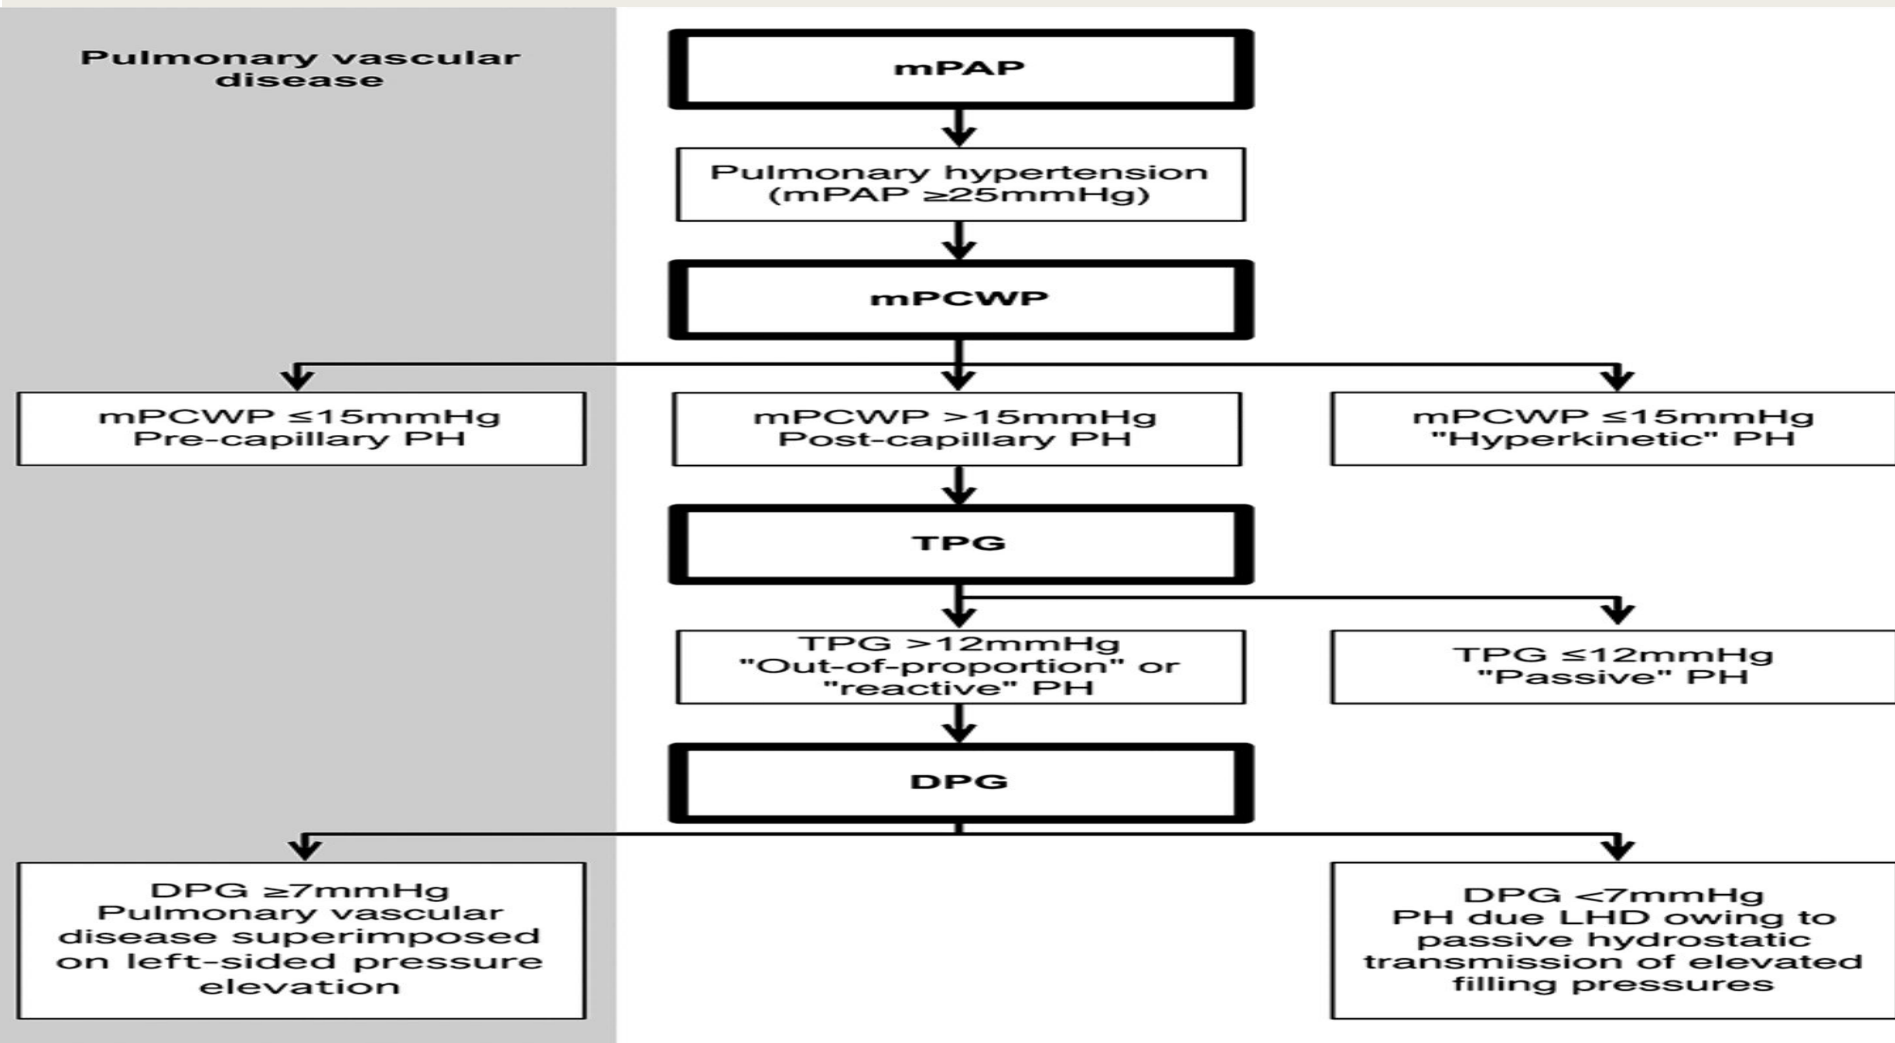 Pulmonary vascular
disease
mPAP
Pulmonary hypertension
(mPAP ≥25mmHg)
mPCWP
mPCWP ≤15mmHg
Pre-capillary PH
mPCWP >15mmHg
Post-capillary PH
mPCWP ≤15mmHg
"Hyperkinetic" PH
TPG
TPG >12mmHg
"Out-of-proportion" or
"reactive" PH
TPG ≤12mmHg
"Passive" PH
DPG
DPG ≥7mmHg
Pulmonary vascular
disease superimposed
on left-sided pressure
elevation
DPG <7mmHg
PH due LHD owing to
passive hydrostatic
transmission of elevated
filling pressures